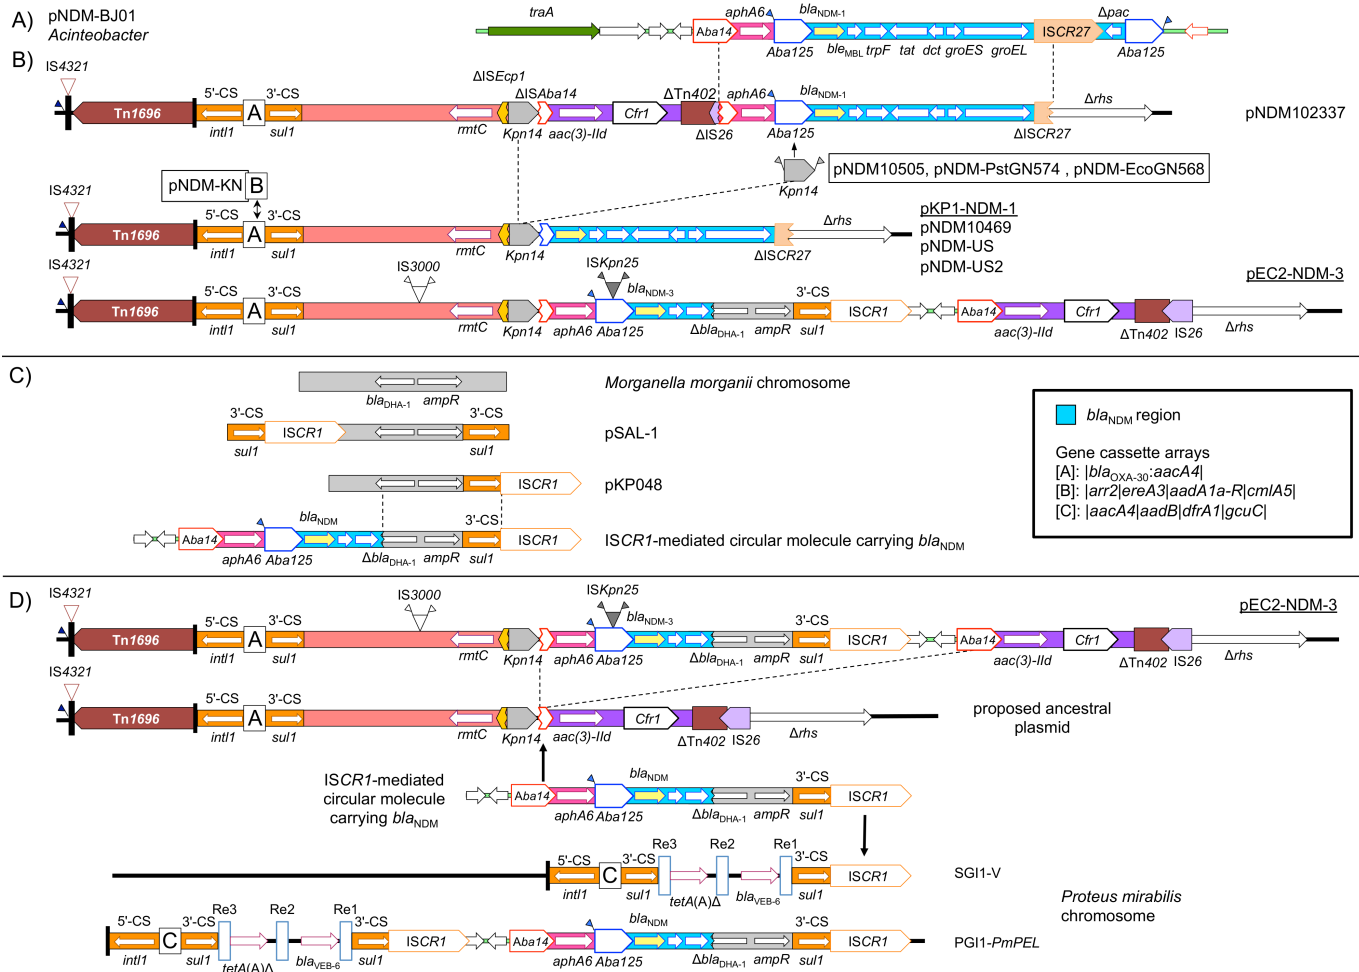 A) pNDM-BJ01
Acinteobacter
traA aphA6 blaNDM-1 Δpac
Aba14 ISCR27
Aba125 bleMBL trpF tat dct groES groEL Aba125
B)
IS4321 ΔISEcp1
5'-CS 3'-CS ΔISAba14 ΔTn402 aphA6 blaNDM-1 Δrhs
Tn1696 A Cfr1 pNDM102337
intI1 sul1 rmtC Kpn14 aac(3)-IId ΔIS26 Aba125 ΔISCR27
pNDM10505, pNDM-PstGN574 , pNDM-EcoGN568
Kpn14
IS4321 pNDM-KN B
5'-CS 3'-CS Δrhs pKP1-NDM-1
Tn1696 A pNDM10469
intI1 sul1 rmtC Kpn14 ΔISCR27 pNDM-US
pNDM-US2
IS4321 IS3000 ISKpn25 pEC2-NDM-3
5'-CS 3'-CS blaNDM-3 3'-CS
Tn1696 A ISCR1 Aba14 Cfr1
intI1 sul1 rmtC Kpn14 aphA6 Aba125 ΔblaDHA-1 ampR sul1 aac(3)-IId ΔTn402 IS26 Δrhs
C)
Morganella morganii chromosome
blaDHA-1 ampR
3'-CS 3'-CS
ISCR1 pSAL-1
sul1 sul1
ISCR1 pKP048
blaNDM
Aba14 ISCR1 ISCR1-mediated circular molecule carrying blaNDM
aphA6 Aba125 ΔblaDHA-1 ampR sul1
blaNDM region
Gene cassette arrays
[A]: |blaOXA-30:aacA4|
[B]: |arr2|ereA3|aadA1a-R|cmlA5|
[C]: |aacA4|aadB|dfrA1|gcuC|
D)
IS4321 IS3000 ISKpn25 pEC2-NDM-3
5'-CS 3'-CS blaNDM-3 3'-CS
Tn1696 A ISCR1 Aba14 Cfr1
intI1 sul1 rmtC Kpn14 aphA6 Aba125 ΔblaDHA-1 ampR sul1 aac(3)-IId ΔTn402 IS26 Δrhs
IS4321
5'-CS 3'-CS
Tn1696 A Cfr1 proposed ancestral
plasmid
intI1 sul1 rmtC Kpn14 aac(3)-IId ΔTn402 IS26 Δrhs
ISCR1-mediated
circular molecule
carrying blaNDM
blaNDM 3'-CS
Aba14 ISCR1
aphA6 Aba125 ΔblaDHA-1 ampR sul1
5'-CS 3'-CS Re3 Re2 Re1 3'-CS
C ISCR1 SGI1-V
intI1 sul1 tetA(A)Δ blaVEB-6 sul1
Proteus mirabilis
chromosome
5'-CS 3'-CS Re3 Re2 Re1 3'-CS blaNDM 3'-CS
C ISCR1 Aba14 ISCR1 PGI1-PmPEL
intI1 sul1 tetA(A)Δ blaVEB-6 sul1 aphA6 Aba125 ΔblaDHA-1 ampR sul1